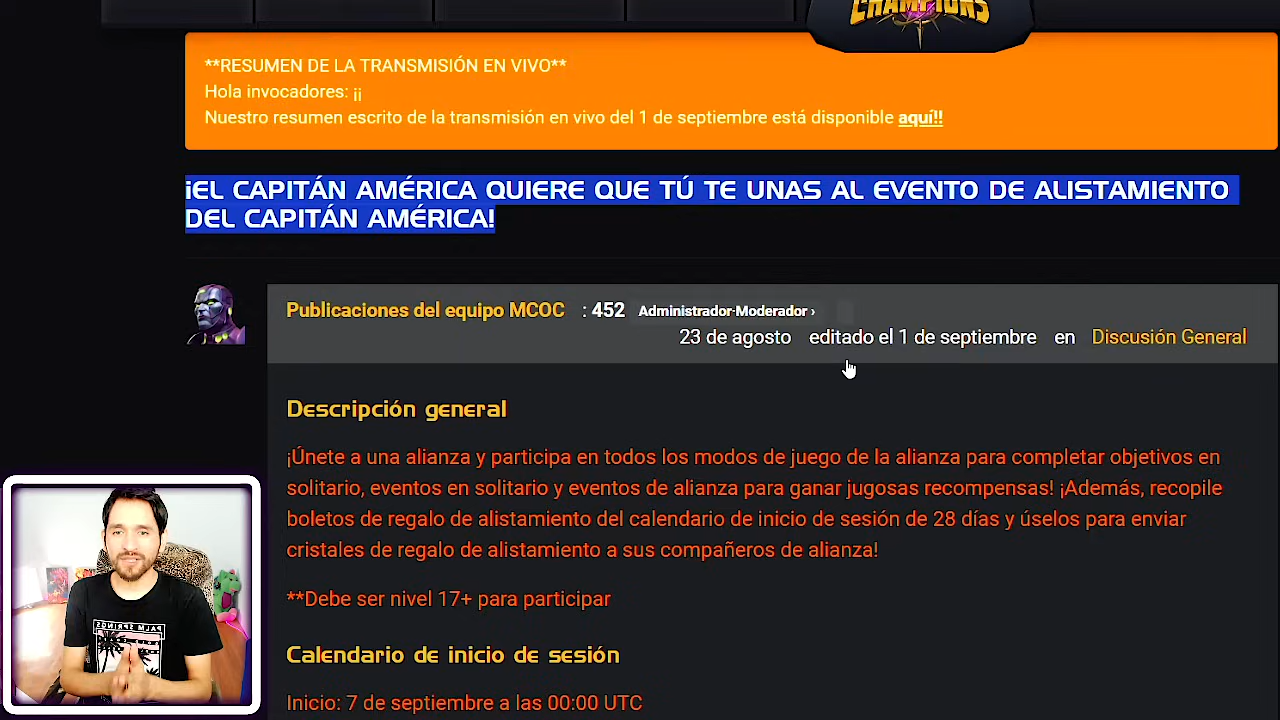 CHAMPIONS
**RESUMEN DE LA TRANSMISIÓN EN VIVO**
Hola invocadores: ¡¡
Nuestro resumen escrito de la transmisión en vivo del 1 de septiembre está disponible aquí!!
¡EL CAPITÁN AMÉRICA QUIERE QUE TÚ TE UNAS AL EVENTO DE ALISTAMIENTO
DEL CAPITÁN AMÉRICA!
Publicaciones del equipo MCOC : 452 Administrador·Moderador ›
23 de agosto editado el 1 de septiembre en Discusión General
Descripción general
¡Únete a una alianza y participa en todos los modos de juego de la alianza para completar objetivos en
solitario, eventos en solitario y eventos de alianza para ganar jugosas recompensas! ¡Además, recopile
boletos de regalo de alistamiento del calendario de inicio de sesión de 28 días y úselos para enviar
cristales de regalo de alistamiento a sus compañeros de alianza!
**Debe ser nivel 17+ para participar
Calendario de inicio de sesión
Inicio: 7 de septiembre a las 00:00 UTC
PALM SPRINGS